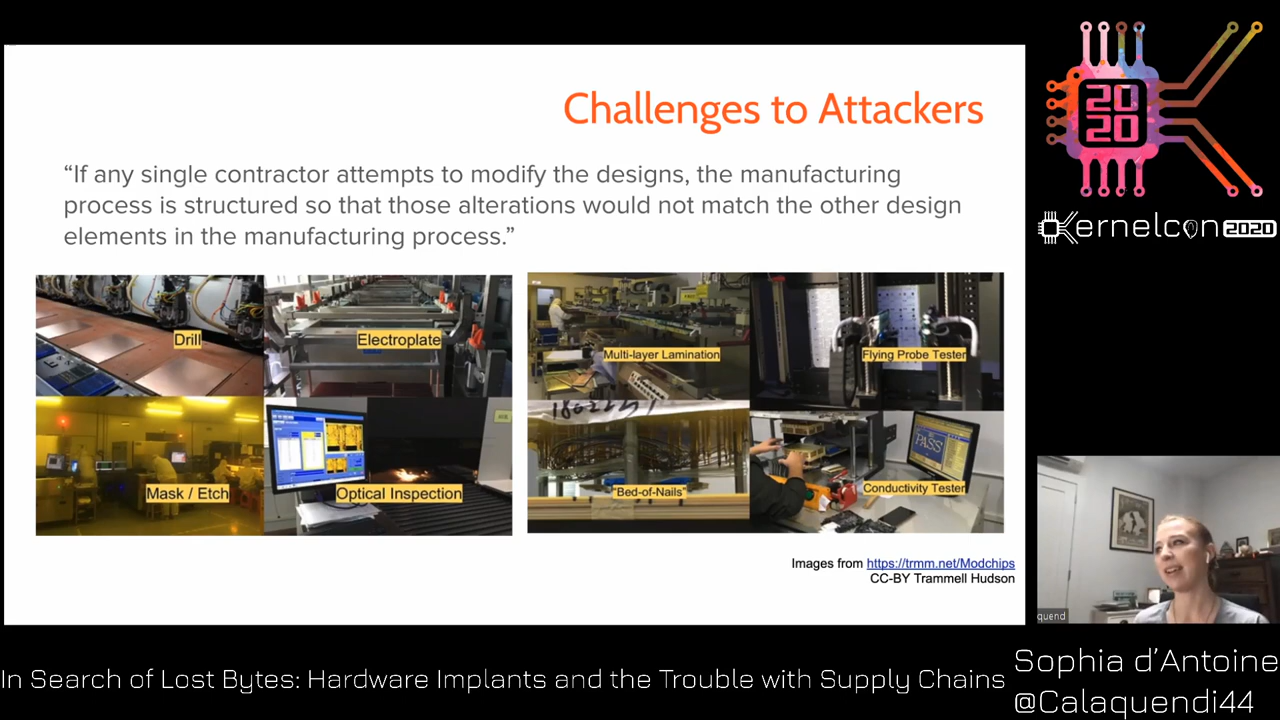 Challenges to Attackers
“If any single contractor attempts to modify the designs, the manufacturing
process is structured so that those alterations would not match the other design
elements in the manufacturing process.”
Drill
Electroplate
Mask / Etch
Optical Inspection
Multi-layer Lamination
Flying Probe Tester
"Bed-of-Nails"
PASS
Conductivity Tester
Images from https://trmm.net/Modchips
CC-BY Trammell Hudson
20
20
Kernelcon 2020
quend
In Search of Lost Bytes: Hardware Implants and the Trouble with Supply Chains
Sophia d’Antoine
@Calaquendi44